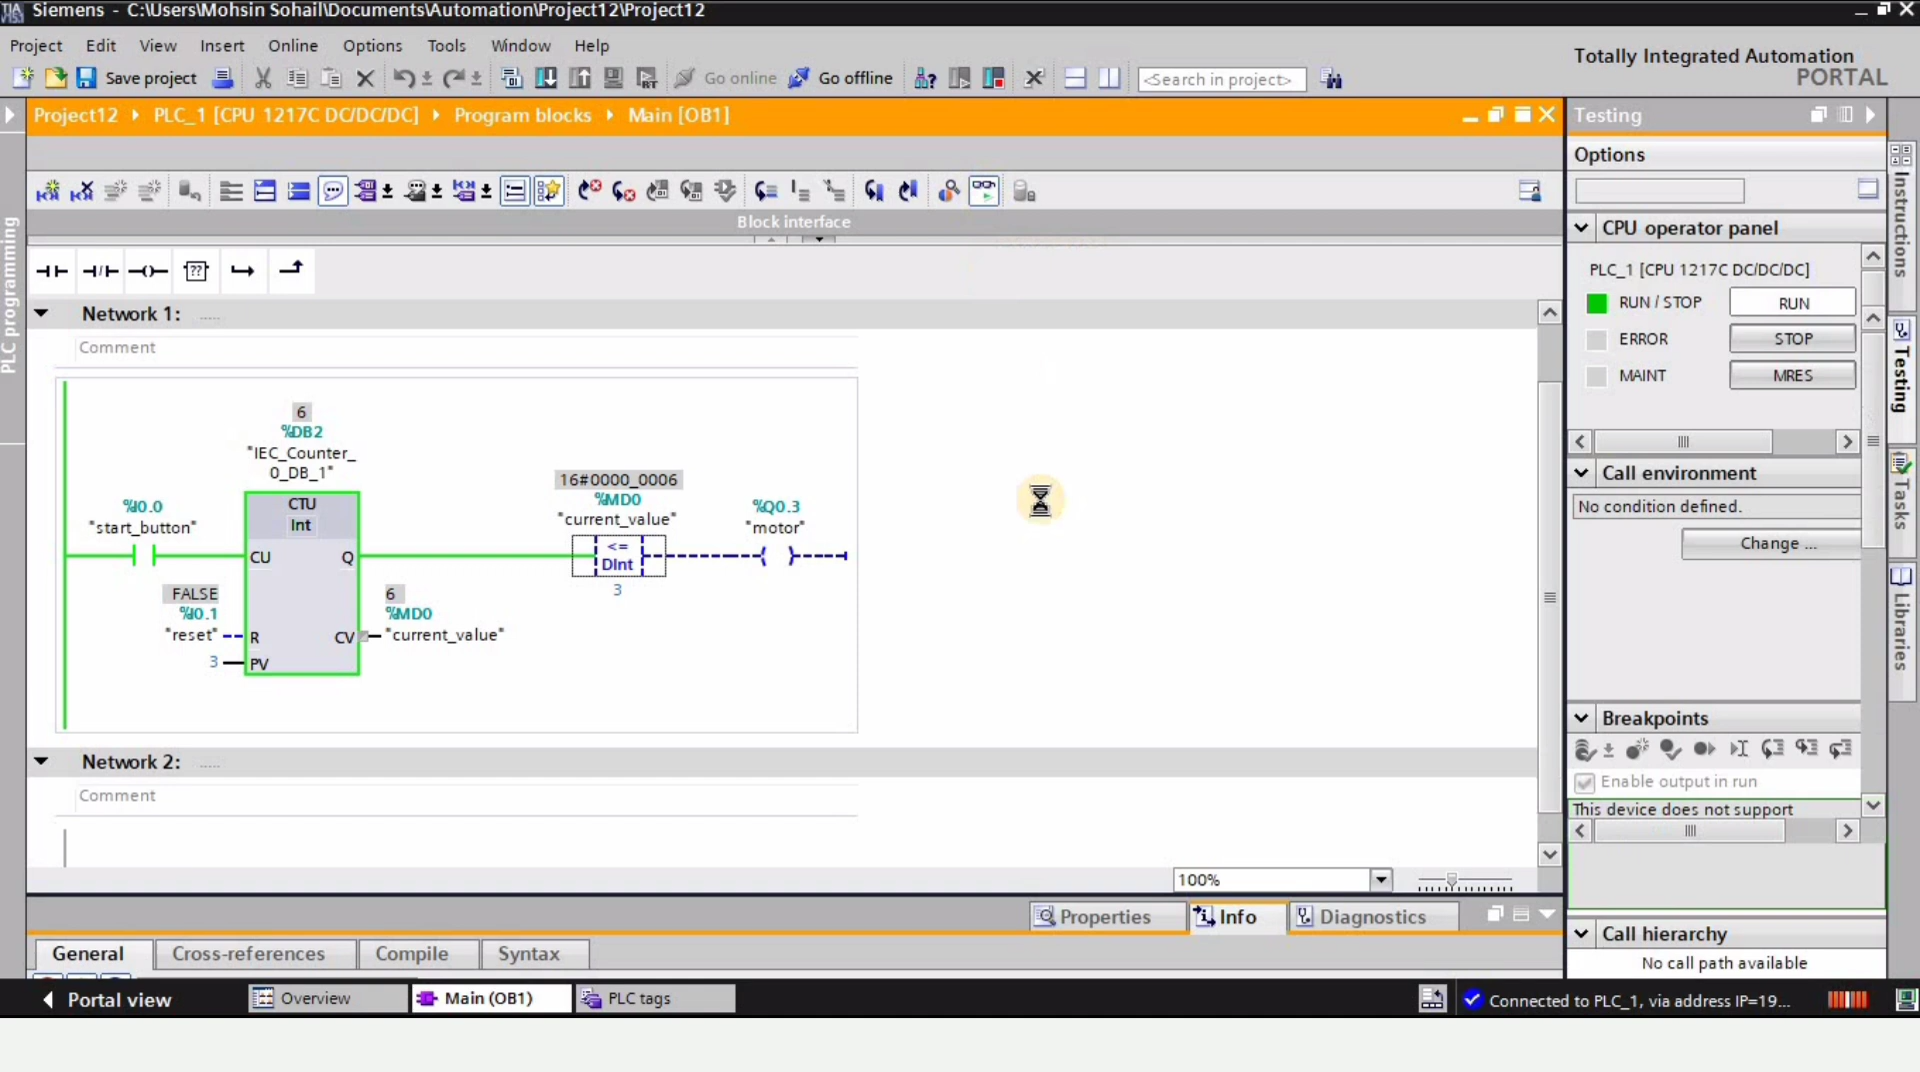 Siemens - C:\Users\Mohsin Sohail\Documents\Automation\Project12\Project12
Project Edit View Insert Online Options Tools Window Help
Totally Integrated Automation
PORTAL
Save project Go online Go offline <Search in project>
Project12 PLC_1 [CPU 1217C DC/DC/DC] Program blocks Main [OB1]
Testing
Options
Block interface
CPU operator panel
PLC_1 [CPU 1217C DC/DC/DC]
RUN / STOP RUN
ERROR STOP
MAINT MRES
PLC programming
Instructions
Testing
Tasks
Libraries
??
Network 1: .....
Comment
6
%DB2
"IEC_Counter_
0_DB_1"
CTU
Int
%I0.0
"start_button"
CU Q
FALSE
%I0.1
"reset" R
3 PV
CV
6
%MD0
"current_value"
16#0000_0006
%MD0
"current_value"
<=
DInt
3
%Q0.3
"motor"
Network 2: .....
Comment
100%
Call environment
No condition defined.
Change ...
Breakpoints
Enable output in run
This device does not support
Call hierarchy
No call path available
Properties Info Diagnostics
General Cross-references Compile Syntax
Portal view Overview Main (OB1) PLC tags
Connected to PLC_1, via address IP=19...